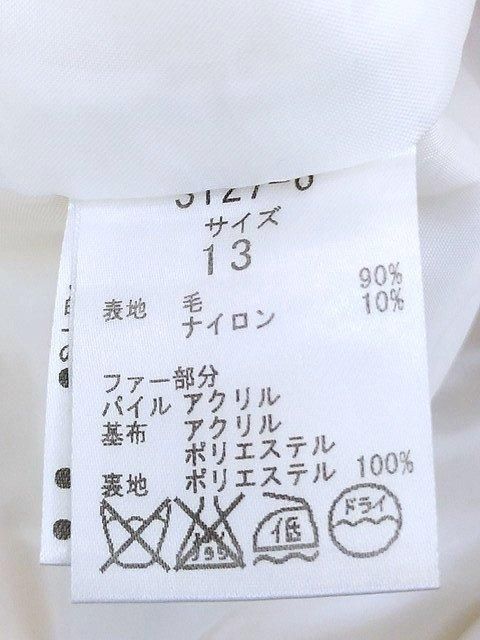 サイズ
13
表地 毛 90%
ナイロン 10%
ファー部分
パイル アクリル
基布 アクリル
ポリエステル
裏地 ポリエステル 100%
低 ドライ